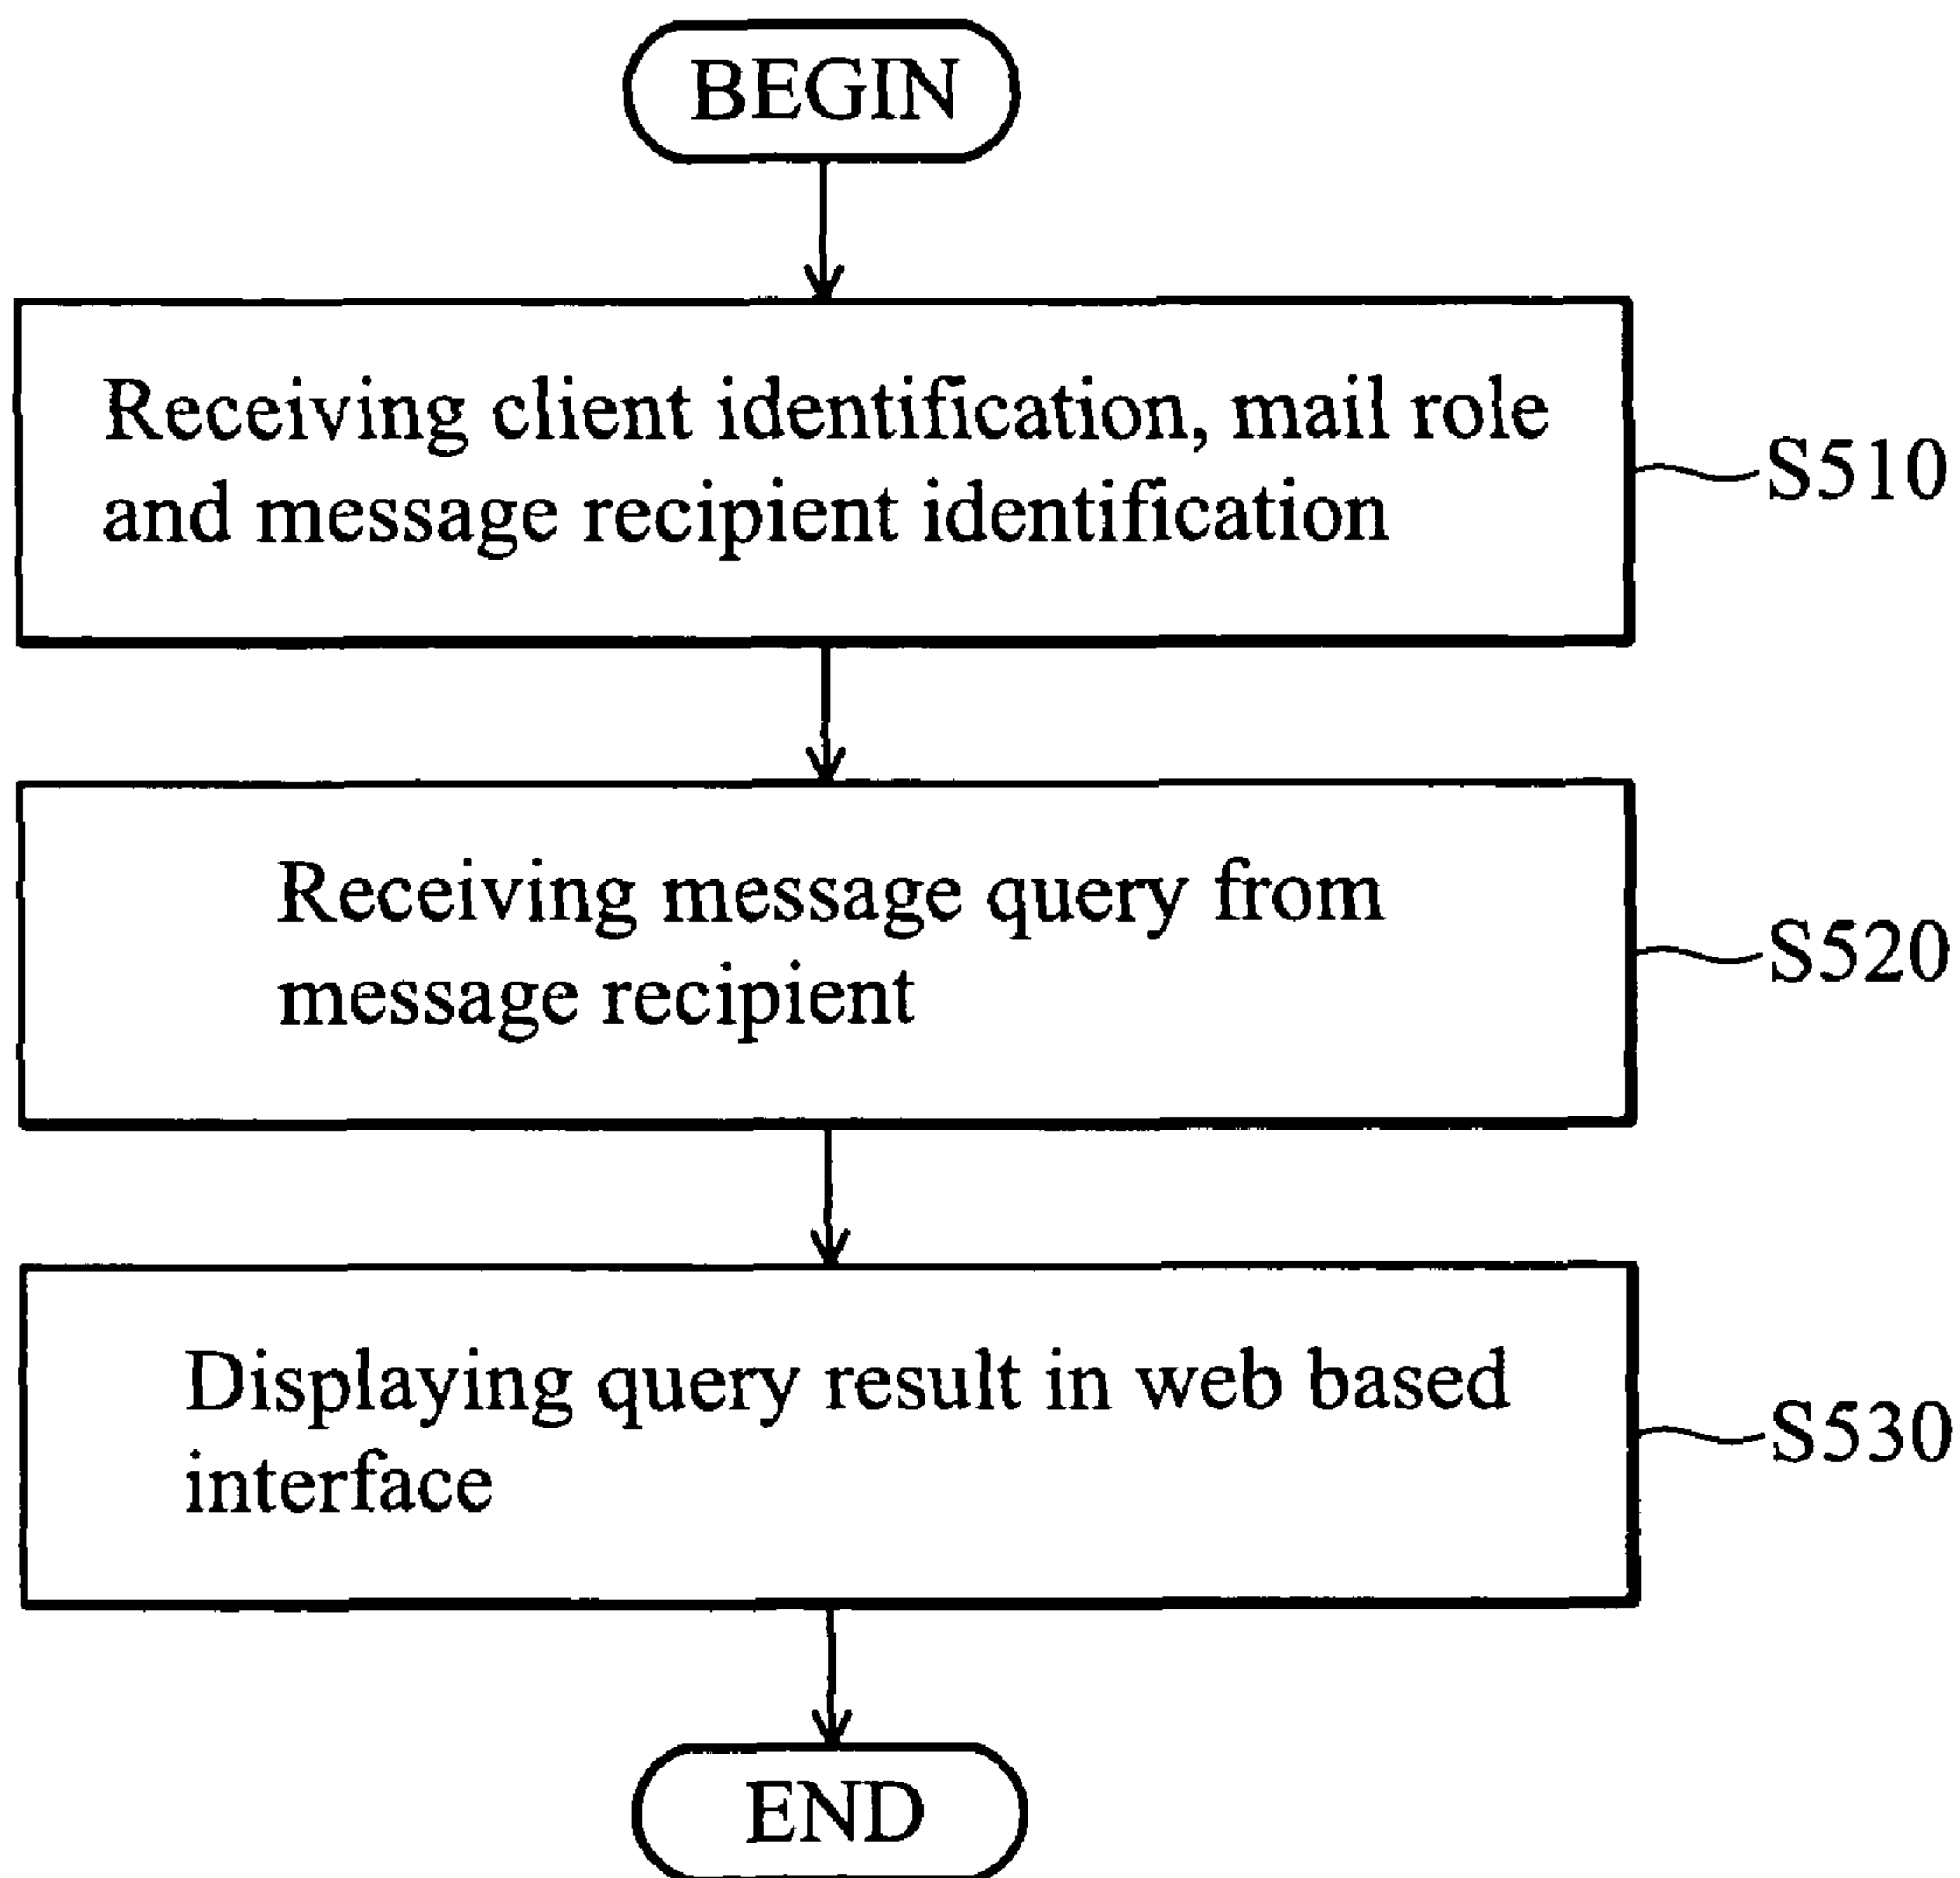 BEGIN
Receiving client identification, mail role
and message recipient identification
S510
Receiving message query from
message recipient
S520
Displaying query result in web based
interface
S530
END